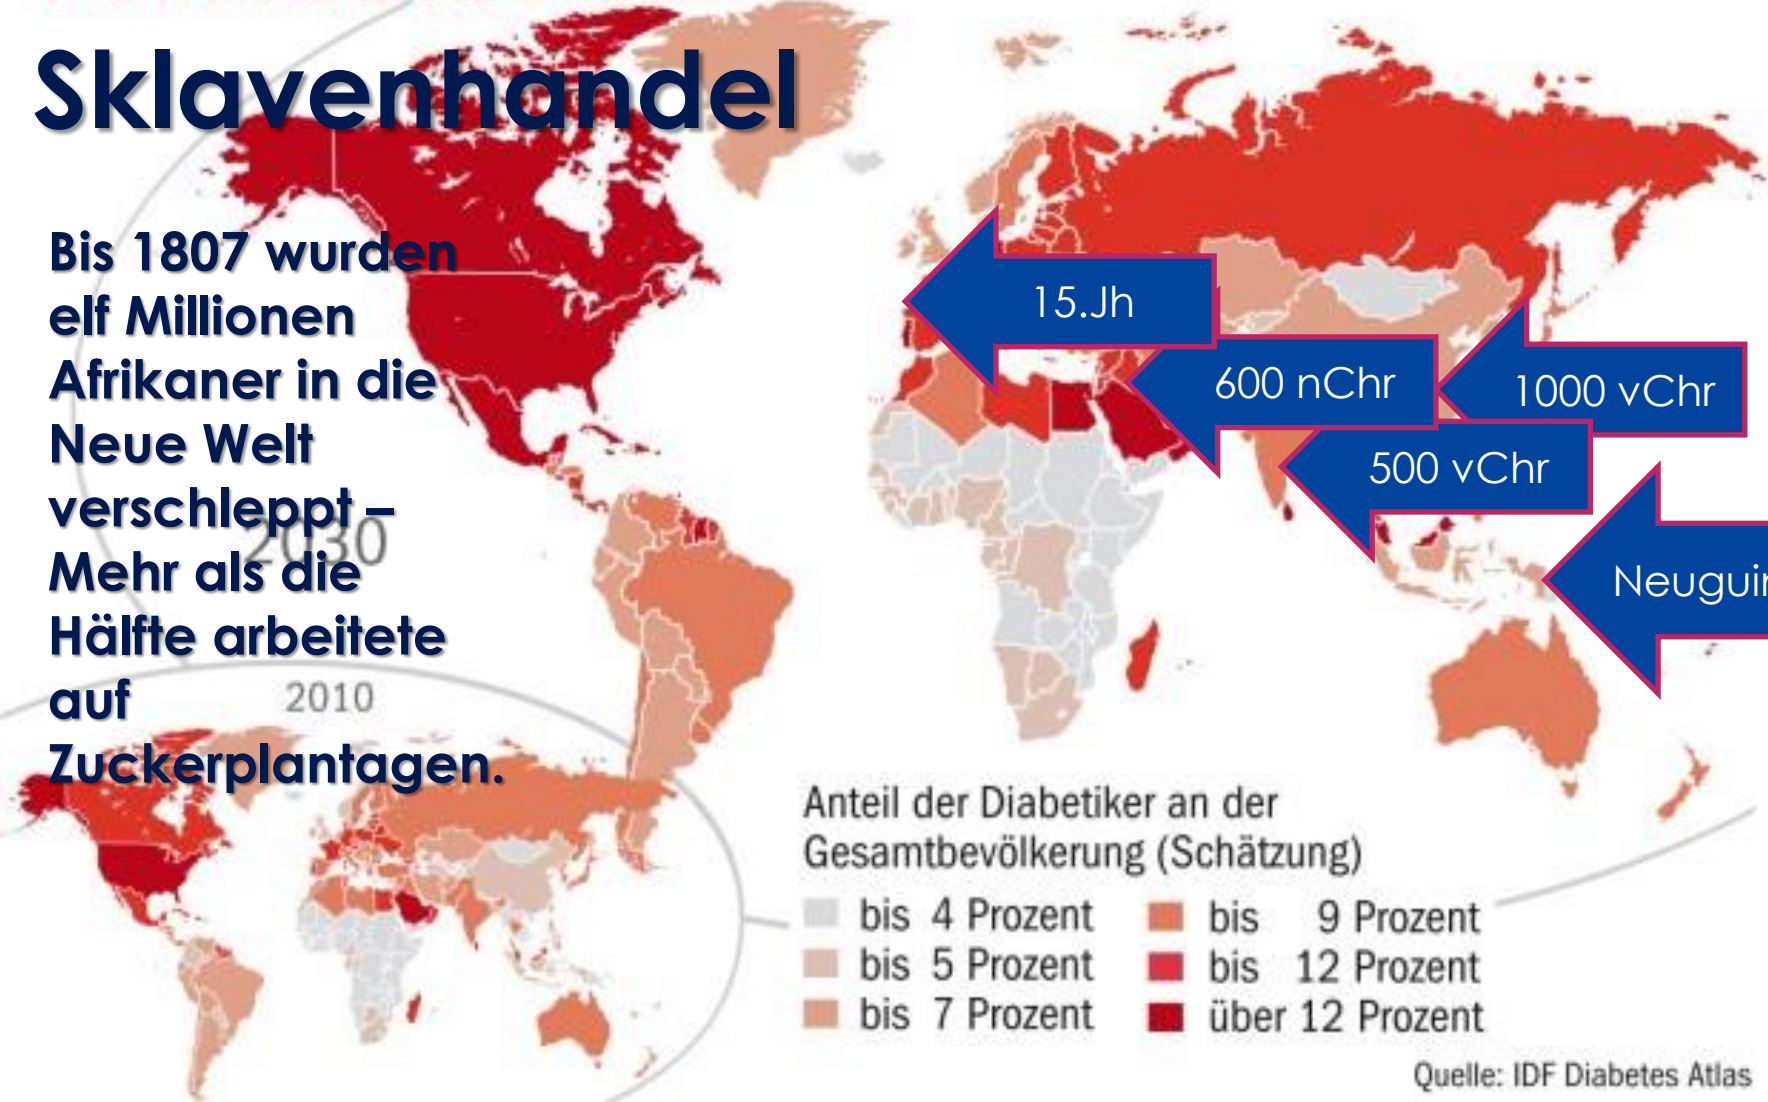 Sklavenhandel
Bis 1807 wurden
elf Millionen
Afrikaner in die
Neue Welt
verschleppt –
Mehr als die
Hälfte arbeitete
auf
Zuckerplantagen.
2030
2010
15.Jh
600 nChr
1000 vChr
500 vChr
Anteil der Diabetiker an der
Gesamtbevölkerung (Schätzung)
bis 4 Prozent
bis 5 Prozent
bis 7 Prozent
bis 9 Prozent
bis 12 Prozent
über 12 Prozent
Quelle: IDF Diabetes Atlas